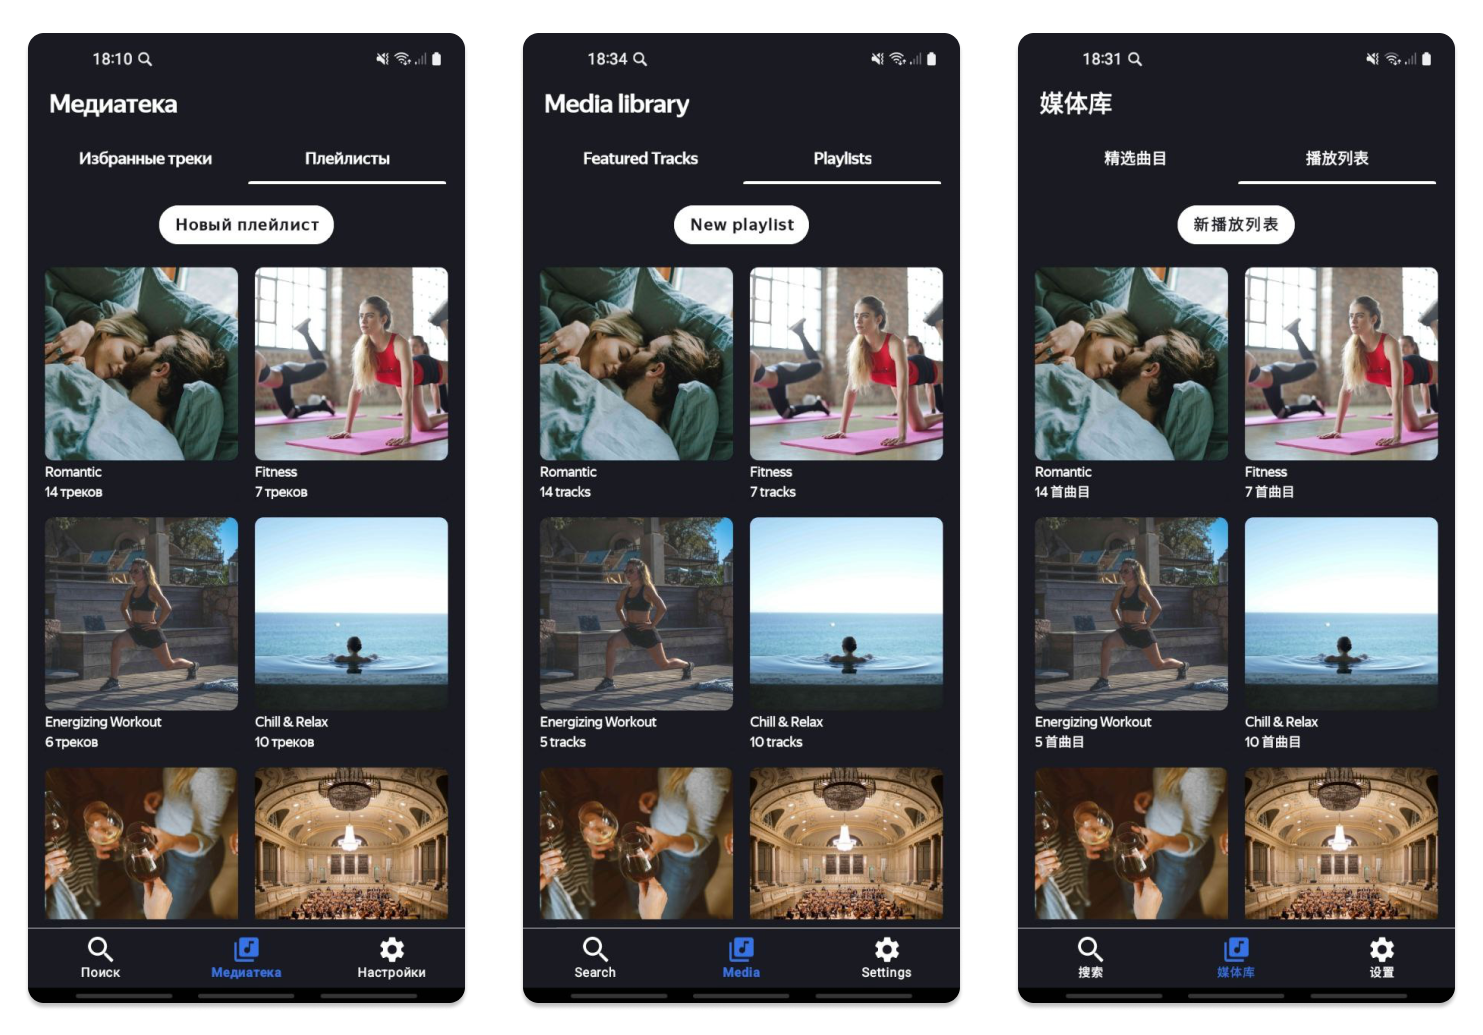 18:10
Медиатека
Избранные треки Плейлисты
Новый плейлист
Romantic Fitness
14 треков 7 треков
Energizing Workout Chill & Relax
6 треков 10 треков
Поиск Медиатека Настройки
18:34
Media library
Featured Tracks Playlists
New playlist
Romantic Fitness
14 tracks 7 tracks
Energizing Workout Chill & Relax
5 tracks 10 tracks
Search Media Settings
18:31
媒体库
精选曲目 播放列表
新播放列表
Romantic Fitness
14 首曲目 7 首曲目
Energizing Workout Chill & Relax
5 首曲目 10 首曲目
搜索 媒体库 设置